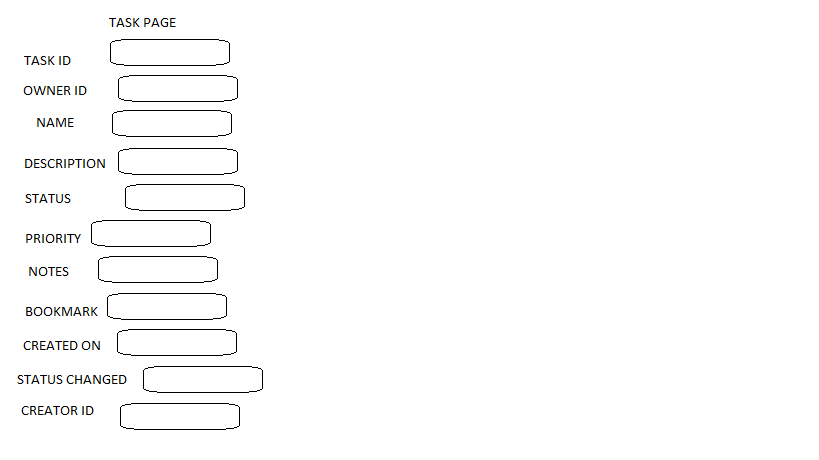 TASK PAGE
TASK ID
OWNER ID
NAME
DESCRIPTION
STATUS
PRIORITY
NOTES
BOOKMARK
CREATED ON
STATUS CHANGED
CREATOR ID